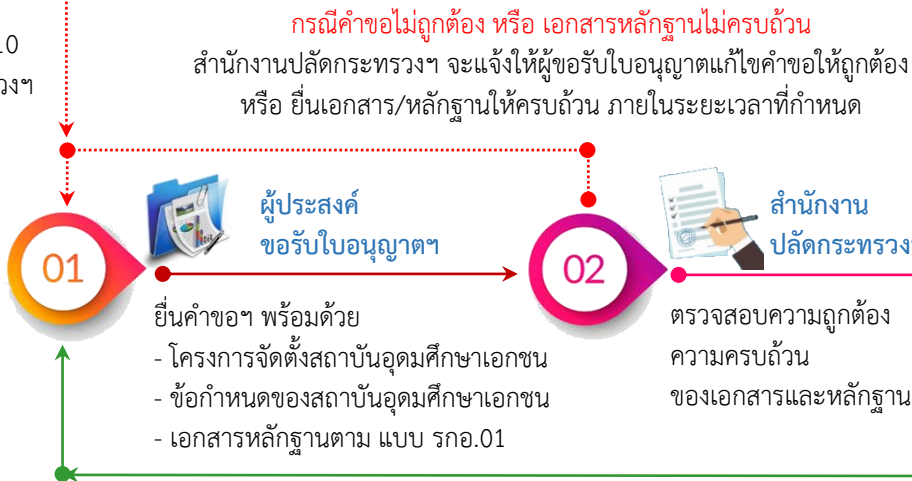 กรณีคำขอไม่ถูกต้อง หรือ เอกสารหลักฐานไม่ครบถ้วน
สำนักงานปลัดกระทรวงฯ จะแจ้งให้ผู้ขอรับใบอนุญาตแก้ไขคำขอให้ถูกต้อง
หรือ ยื่นเอกสาร/หลักฐานให้ครบถ้วน ภายในระยะเวลาที่กำหนด
01
ผู้ประสงค์
ขอรับใบอนุญาตฯ
ยื่นคำขอฯ พร้อมด้วย
- โครงการจัดตั้งสถาบันอุดมศึกษาเอกชน
- ข้อกำหนดของสถาบันอุดมศึกษาเอกชน
- เอกสารหลักฐานตาม แบบ รกอ.01
02
สำนักงาน
ปลัดกระทรวง
ตรวจสอบความถูกต้อง
ความครบถ้วน
ของเอกสารและหลักฐาน